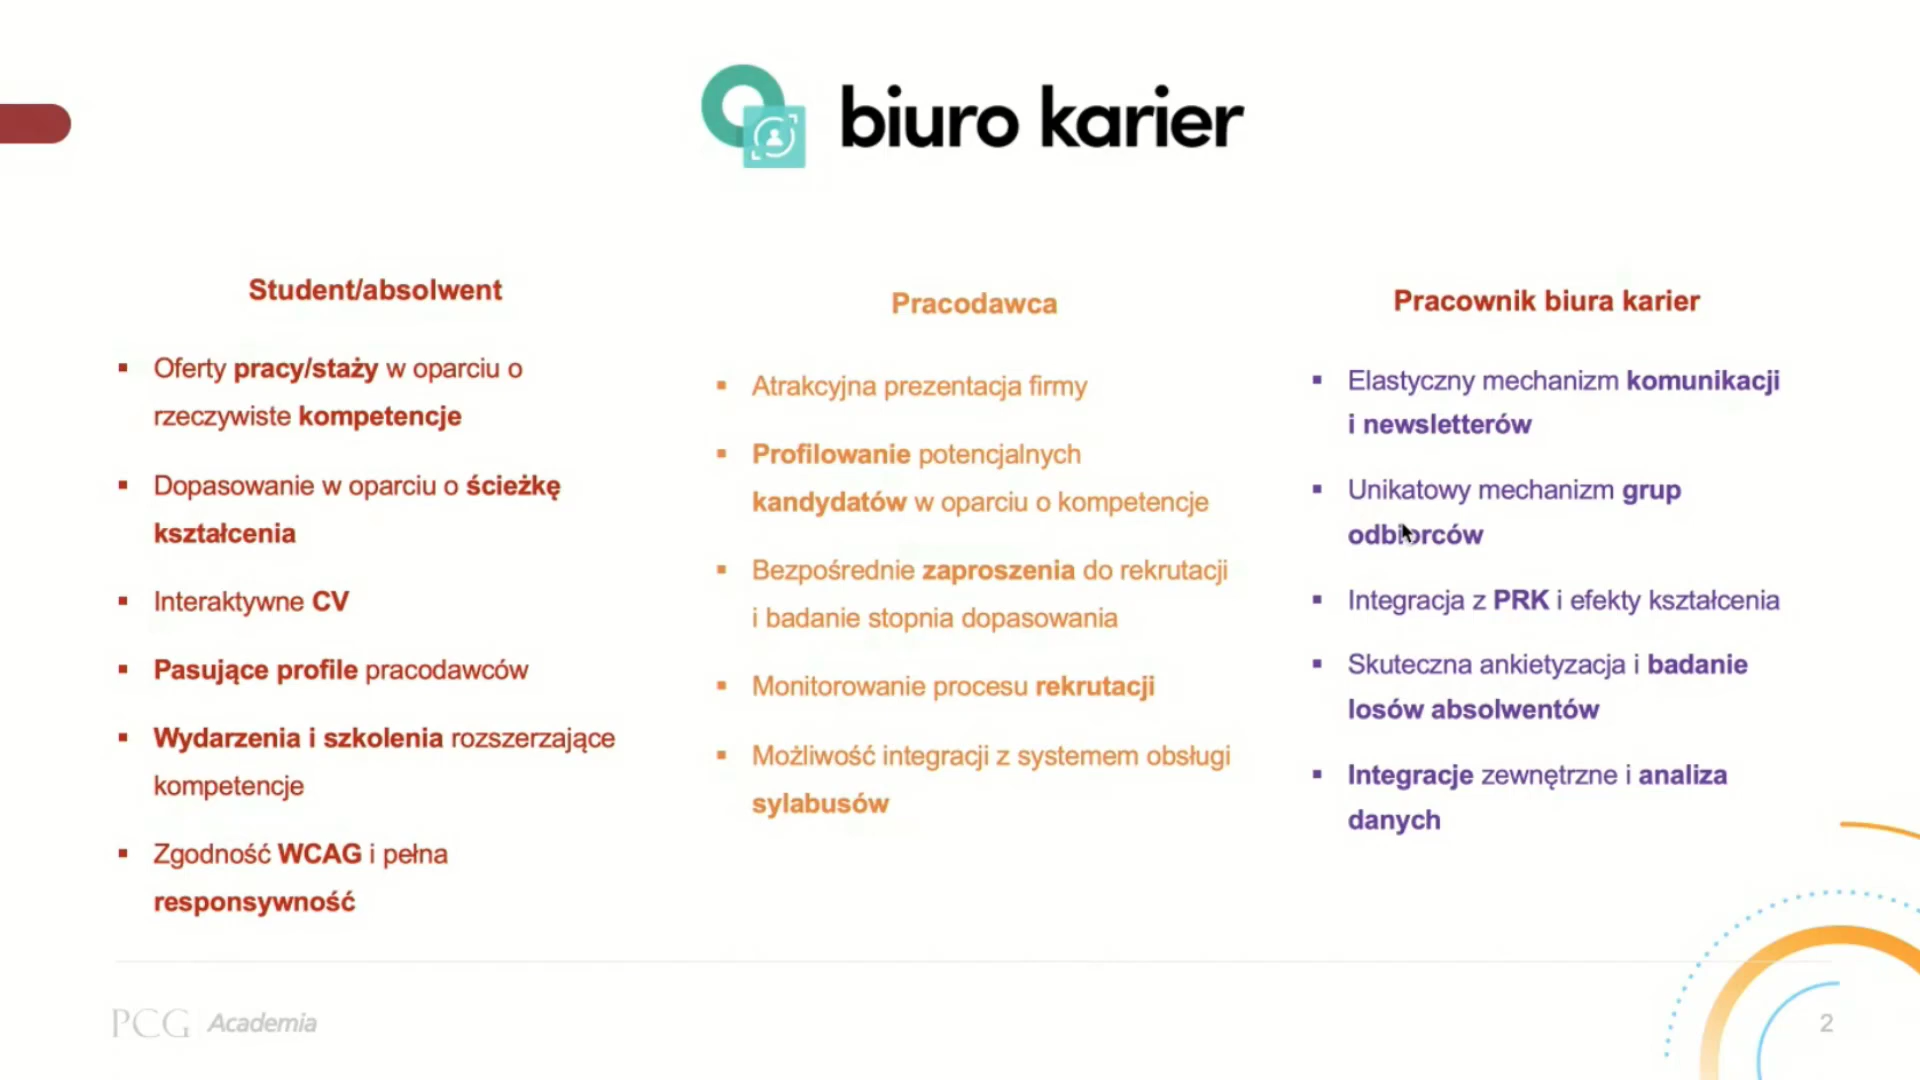 biuro karier
Student/absolwent
▪ Oferty pracy/staży w oparciu o
rzeczywiste kompetencje
▪ Dopasowanie w oparciu o ścieżkę
kształcenia
▪ Interaktywne CV
▪ Pasujące profile pracodawców
▪ Wydarzenia i szkolenia rozszerzające
kompetencje
▪ Zgodność WCAG i pełna
responsywność
Pracodawca
▪ Atrakcyjna prezentacja firmy
▪ Profilowanie potencjalnych
kandydatów w oparciu o kompetencje
▪ Bezpośrednie zaproszenia do rekrutacji
i badanie stopnia dopasowania
▪ Monitorowanie procesu rekrutacji
▪ Możliwość integracji z systemem obsługi
sylabusów
Pracownik biura karier
▪ Elastyczny mechanizm komunikacji
i newsletterów
▪ Unikatowy mechanizm grup
odbiorców
▪ Integracja z PRK i efekty kształcenia
▪ Skuteczna ankietyzacja i badanie
losów absolwentów
▪ Integracje zewnętrzne i analiza
danych
PCG Academia
2